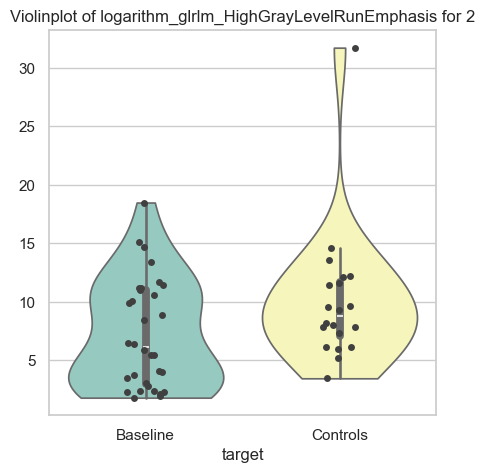 Violinplot of logarithm_glrlm_HighGrayLevelRunEmphasis for 2
30
25
20
15
10
5
Baseline Controls
target